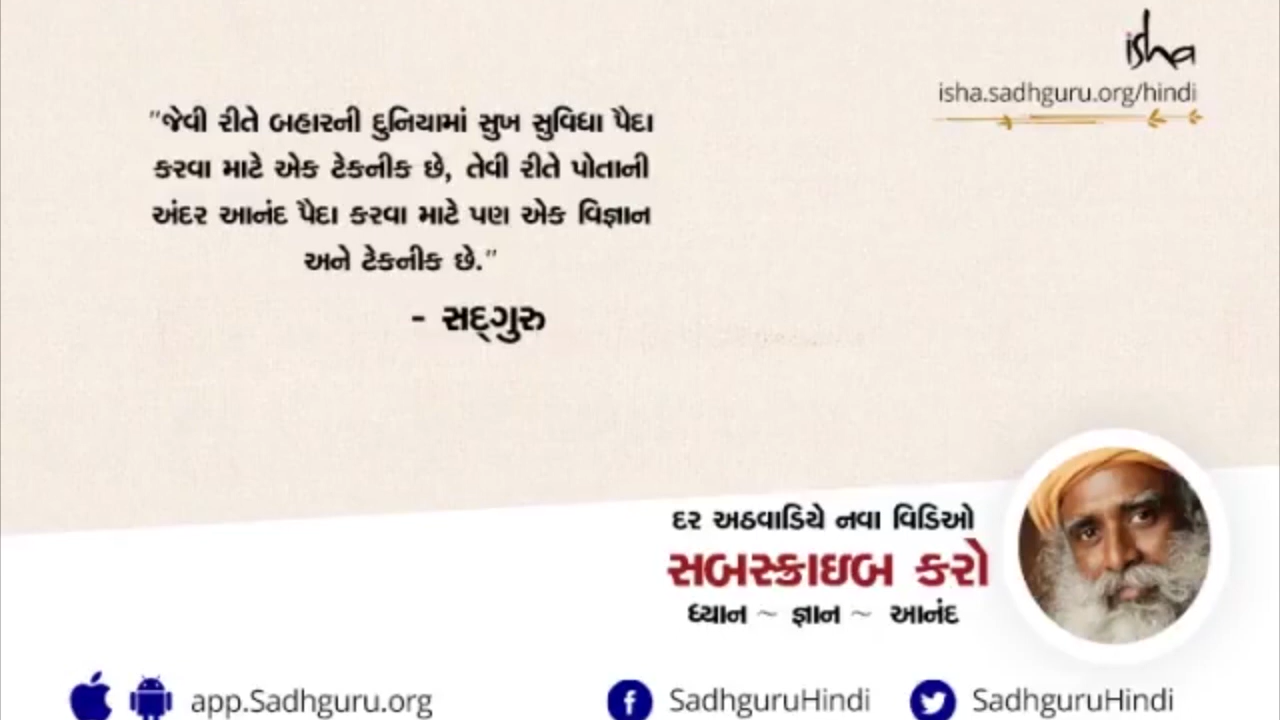 isha
isha.sadhguru.org/hindi
"જેવી રીતે બહારની દુનિયામાં સુખ સુવિધા પૈદા
કરવા માટે એક ટેકનીક છે, તેવી રીતે પોતાની
અંદર આનંદ પૈદા કરવા માટે પણ એક વિજ્ઞાન
અને ટેકનીક છે."
- સદ્‌ગુરુ
દર અઠવાડિયે નવા વિડિઓ
સબસ્ક્રાઇબ કરો
ધ્યાન ~ જ્ઞાન ~ આનંદ
app.Sadhguru.org
SadhguruHindi
SadhguruHindi